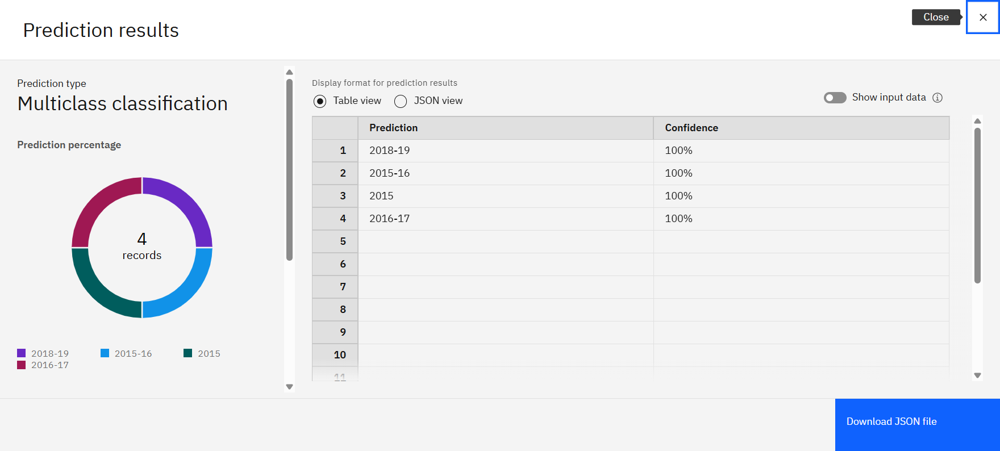 Prediction results
Close
Prediction type
Multiclass classification
Prediction percentage
4
records
2018-19
2015-16
2015
2016-17
Display format for prediction results
Table view
JSON view
Show input data
Prediction Confidence
1 2018-19 100%
2 2015-16 100%
3 2015 100%
4 2016-17 100%
5
6
7
8
9
10
11
Download JSON file